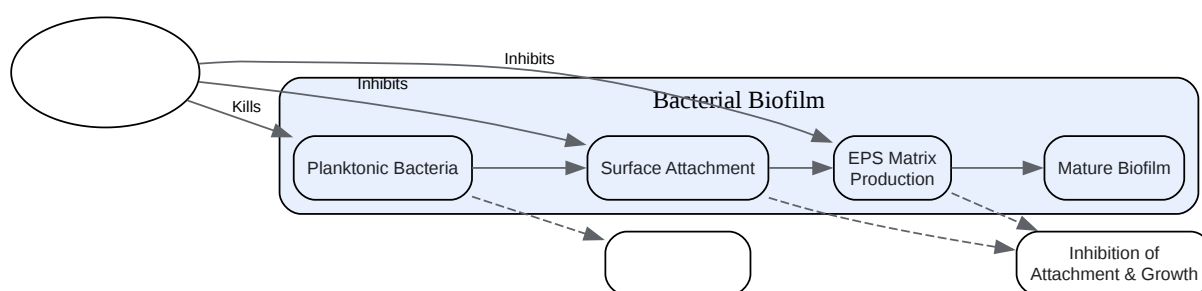 Inhibits
Inhibits
Kills
Bacterial Biofilm
Planktonic Bacteria
Surface Attachment
EPS Matrix
Production
Mature Biofilm
Inhibition of
Attachment & Growth